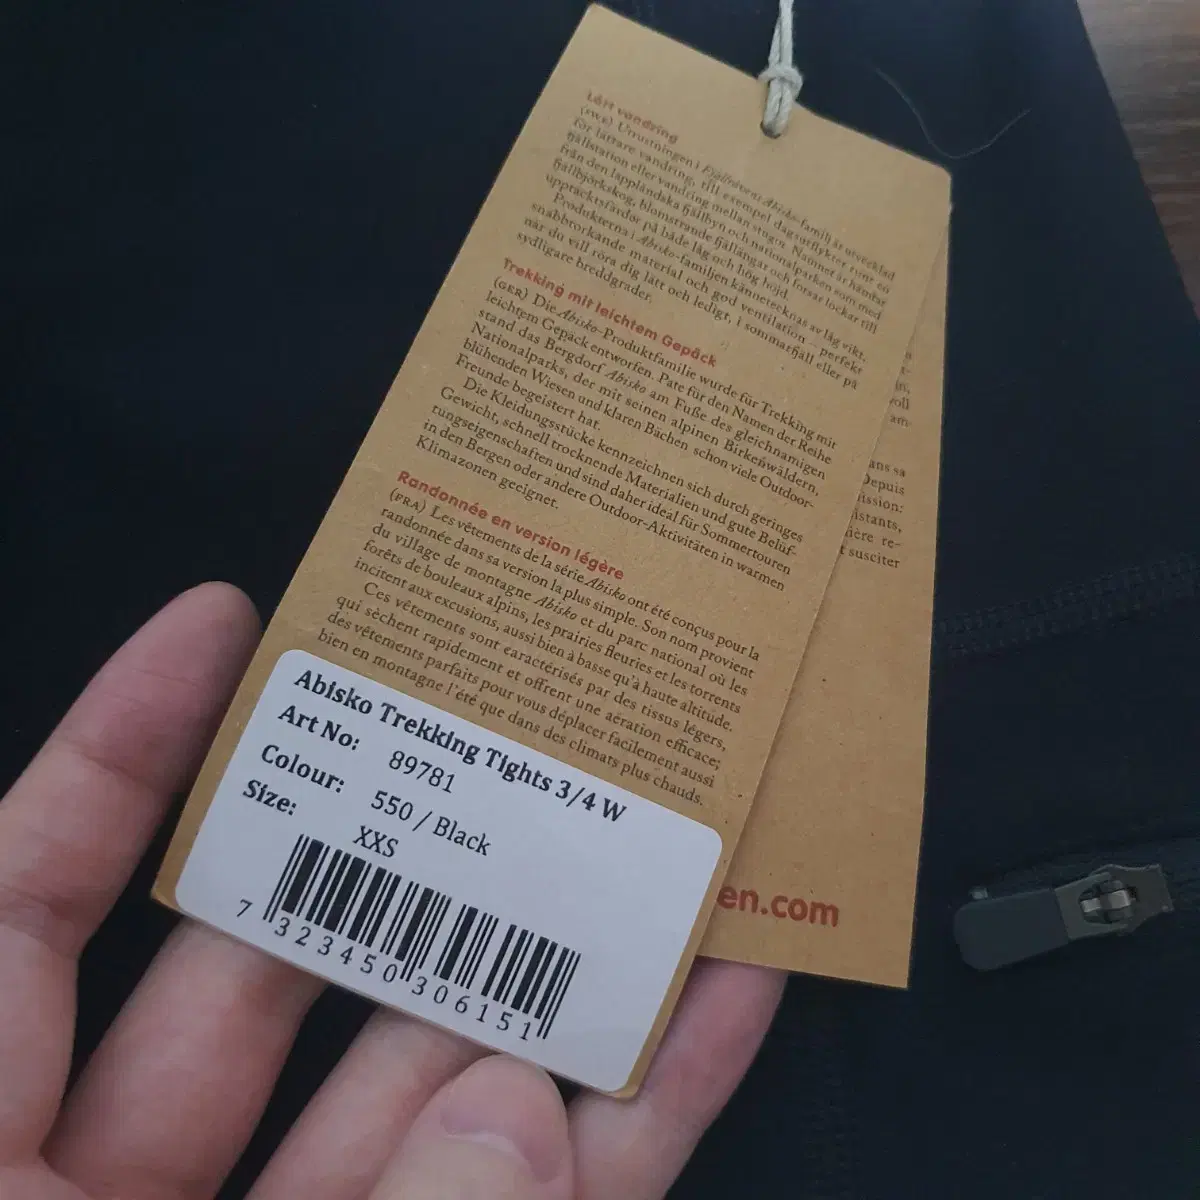 Lätt vandring
(SWE) Utrustningen i Fjällrävens Abisko-familj är utvecklad
för lättare vandring, till exempel dagsutflykter runt en
fjällstation eller vandring mellan stugor. Namnet är hämtat
från den lappländska fjällbyn och nationalparken som med
fjällbjörkskog, blomstrande fjällängar och forsar lockar till
upptäcktsfärder på både låg och hög höjd.
Produkterna i Abisko-familjen kännetecknas av låg vikt,
snabbtorkande material och god ventilation – perfekt
när du vill röra dig lätt och ledigt, i sommarfjäll eller på
sydligare breddgrader.
Trekking mit leichtem Gepäck
(GER) Die Abisko-Produktfamilie wurde für Trekking mit
leichtem Gepäck entworfen. Pate für den Namen der Reihe
stand das Bergdorf Abisko am Fuße des gleichnamigen
Nationalparks, der mit seinen alpinen Birkenwäldern,
blühenden Wiesen und klaren Bächen schon viele Outdoor-
Freunde begeistert hat.
Die Kleidungsstücke kennzeichnen sich durch geringes
Gewicht, schnell trocknende Materialien und gute Belüf-
tungseigenschaften und sind daher ideal für Sommertouren
in den Bergen oder andere Outdoor-Aktivitäten in warmen
Klimazonen geeignet.
Randonnée en version légère
(FRA) Les vêtements de la série Abisko ont été conçus pour la
randonnée dans sa version la plus simple. Son nom provient
du village de montagne Abisko et du parc national où les
forêts de bouleaux alpins, les prairies fleuries et les torrents
incitent aux excusions, aussi bien à basse qu'à haute altitude.
Ces vêtements sont caractérisés par des tissus légers,
qui sèchent rapidement et offrent une aération efficace;
des vêtements parfaits pour vous déplacer facilement aussi
bien en montagne l'été que dans des climats plus chauds.
Abisko Trekking Tights 3/4 W
Art No: 89781
Colour: 550 / Black
Size: XXS
7 323450 306151
ans sa
Depuis
ission:
istants,
ière re-
t susciter
en.com